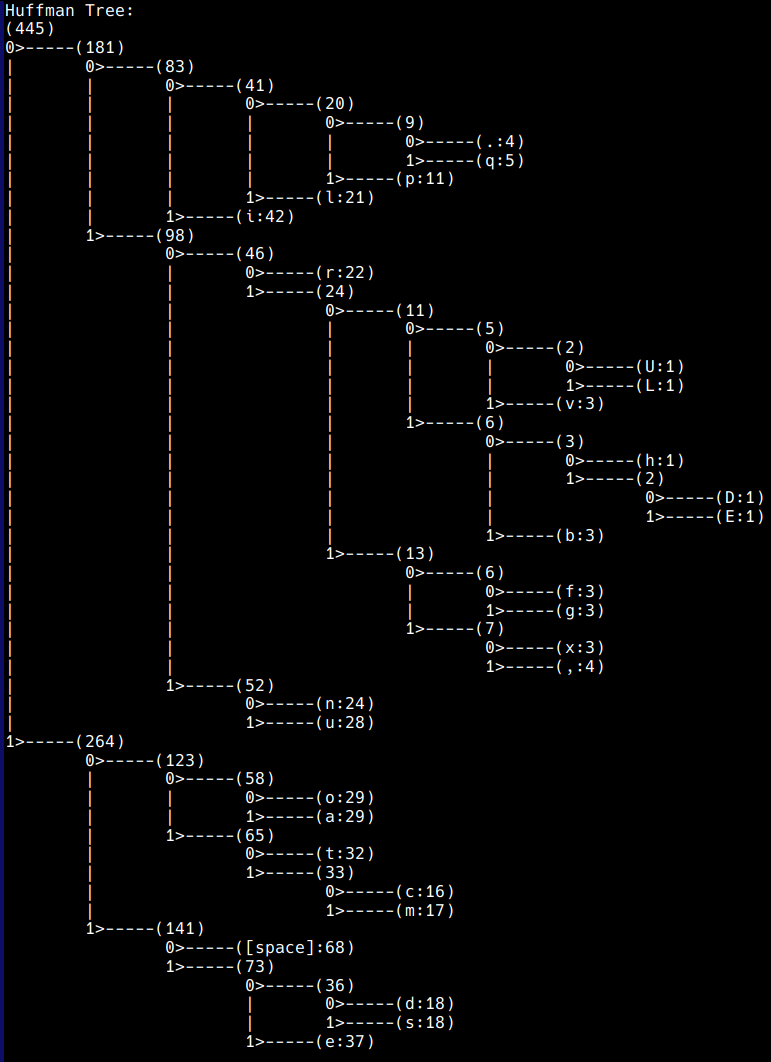 Huffman Tree:
(445)
0>-----(181)
|       0>-----(83)
|       |       0>-----(41)
|       |       |       0>-----(20)
|       |       |       |       0>-----(9)
|       |       |       |       |       0>-----(.:4)
|       |       |       |       |       1>-----(q:5)
|       |       |       |       1>-----(p:11)
|       |       |       1>-----(l:21)
|       |       1>-----(i:42)
|       1>-----(98)
|               0>-----(46)
|               |       0>-----(r:22)
|               |       1>-----(24)
|               |               0>-----(11)
|               |               |       0>-----(5)
|               |               |       |       0>-----(2)
|               |               |       |       |       0>-----(U:1)
|               |               |       |       |       1>-----(L:1)
|               |               |       |       1>-----(v:3)
|               |               |       1>-----(6)
|               |               |               0>-----(3)
|               |               |               |       0>-----(h:1)
|               |               |               |       1>-----(2)
|               |               |               |               0>-----(D:1)
|               |               |               |               1>-----(E:1)
|               |               |               1>-----(b:3)
|               |               1>-----(13)
|               |                       0>-----(6)
|               |                       |       0>-----(f:3)
|               |                       |       1>-----(g:3)
|               |                       1>-----(7)
|               |                               0>-----(x:3)
|               |                               1>-----(,:4)
|               1>-----(52)
|                       0>-----(n:24)
|                       1>-----(u:28)
1>-----(264)
        0>-----(123)
        |       0>-----(58)
        |       |       0>-----(o:29)
        |       |       1>-----(a:29)
        |       1>-----(65)
        |               0>-----(t:32)
        |               1>-----(33)
        |                       0>-----(c:16)
        |                       1>-----(m:17)
        1>-----(141)
                0>-----([space]:68)
                1>-----(73)
                        0>-----(36)
                        |       0>-----(d:18)
                        |       1>-----(s:18)
                        1>-----(e:37)